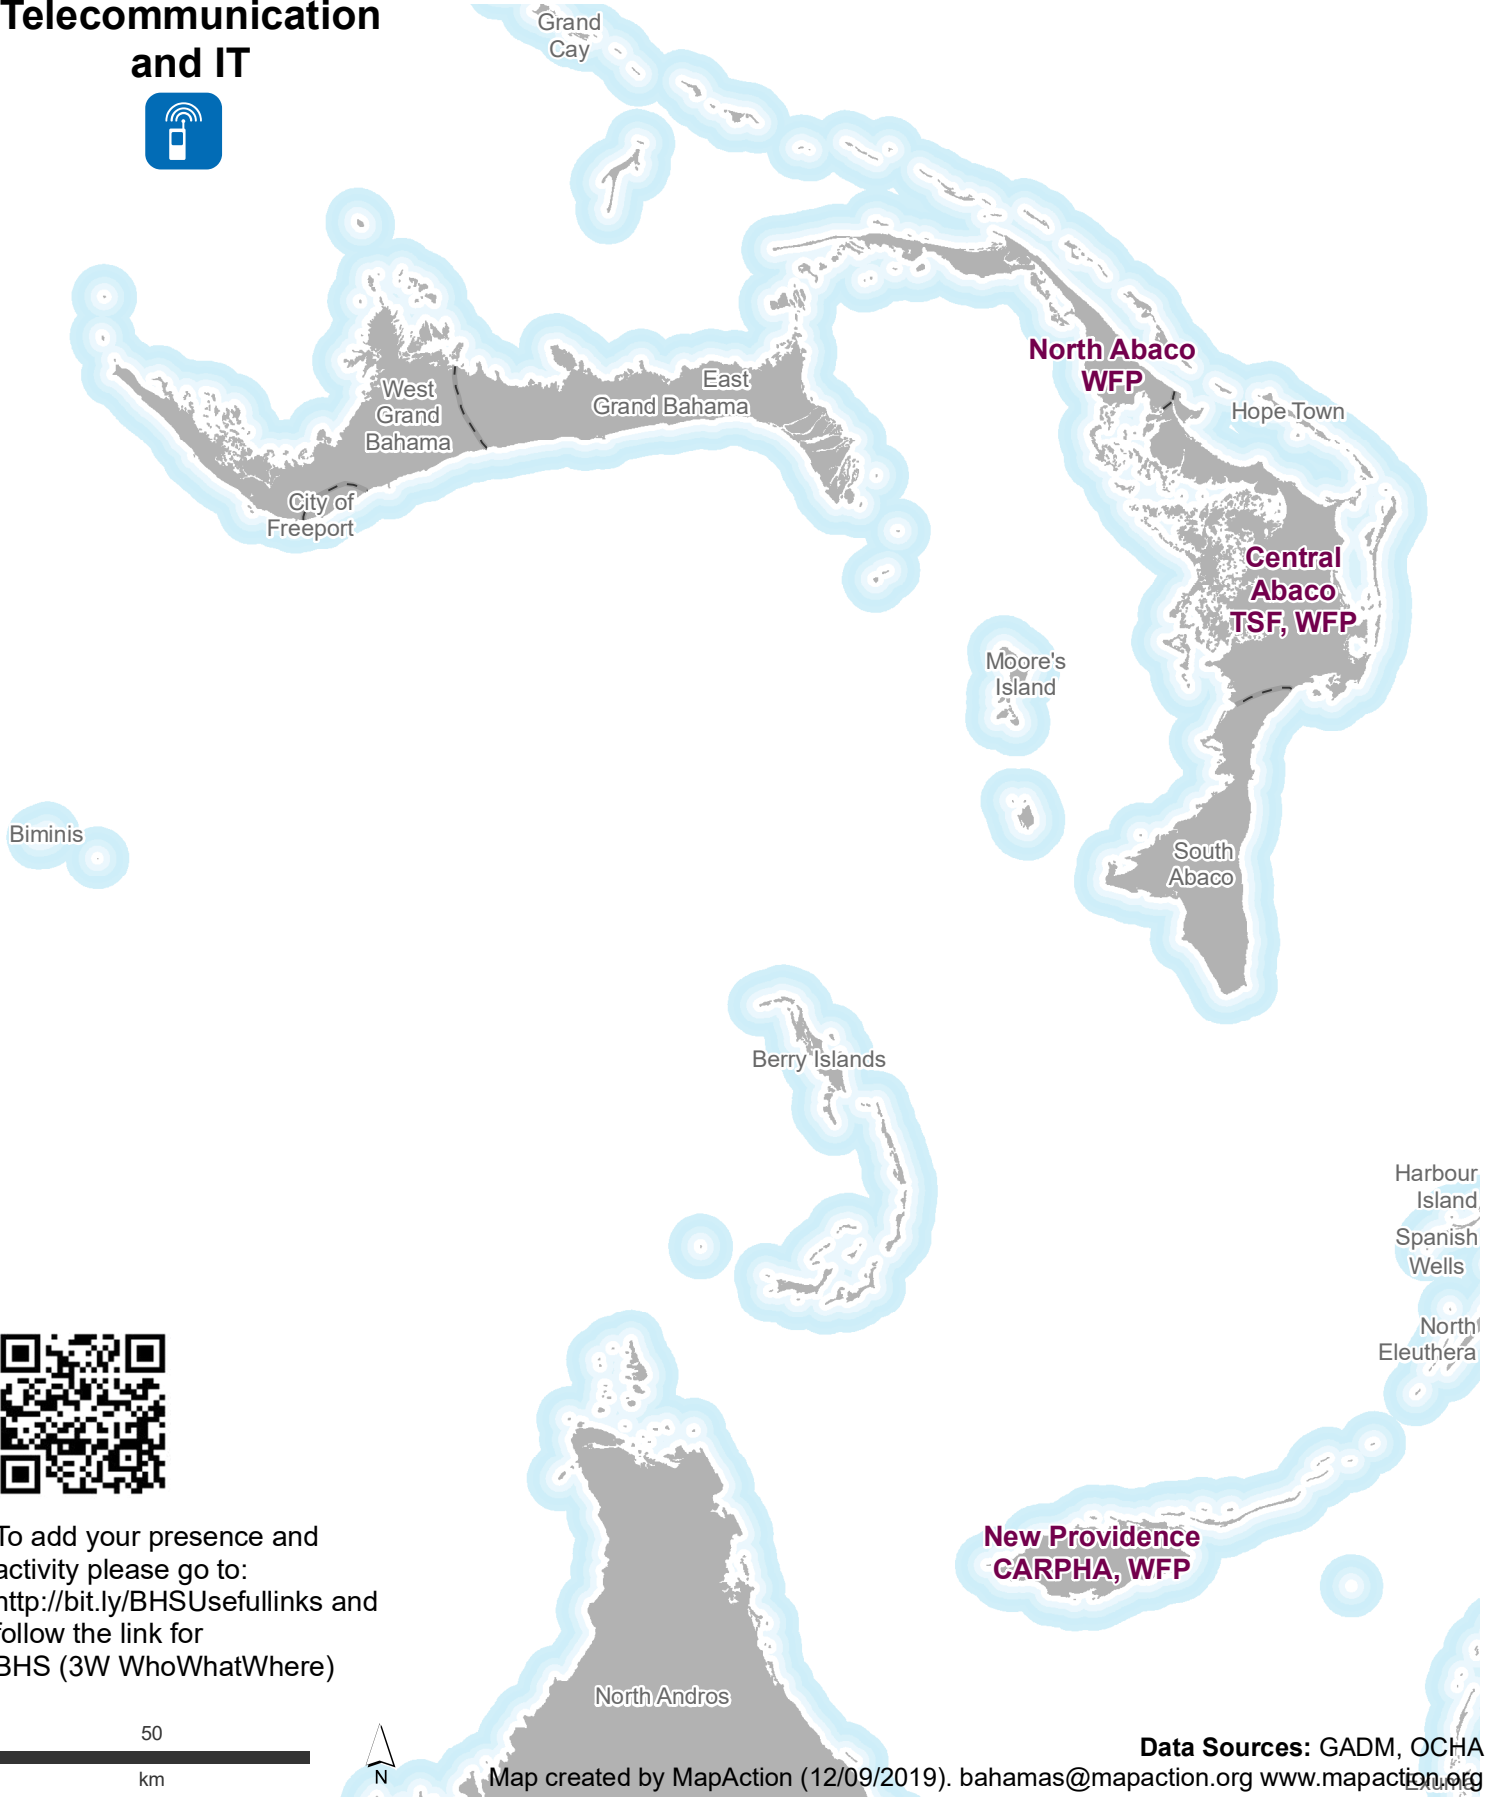 Telecommunication
and IT
Grand
Cay
North Abaco
WFP
West
Grand
Bahama
East
Grand Bahama
Hope Town
City of
Freeport
Central
Abaco
TSF, WFP
Moore's
Island
Biminis
South
Abaco
Berry Islands
Harbour
Island
Spanish
Wells
North
Eleuthera
To add your presence and
activity please go to:
http://bit.ly/BHSUsefullinks and
follow the link for
BHS (3W WhoWhatWhere)
New Providence
CARPHA, WFP
North Andros
50
km
N
Data Sources: GADM, OCHA
Map created by MapAction (12/09/2019). bahamas@mapaction.org www.mapaction.org
Exuma